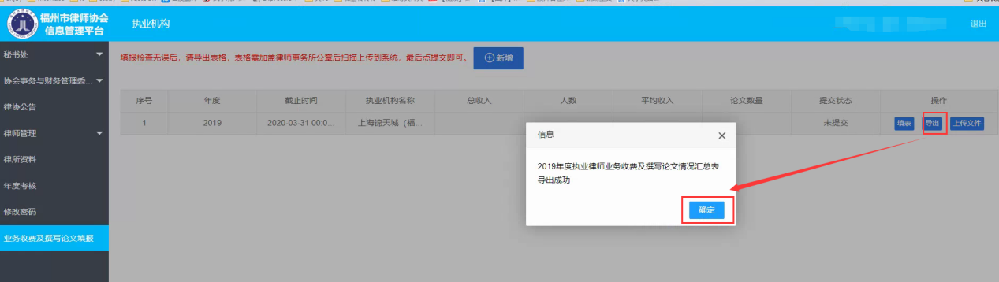 福州市律师协会
信息管理平台
执业机构
退出
秘书处
协会事务与财务管理委...
律协公告
律师管理
律所资料
年度考核
修改密码
业务收费及撰写论文填报
填报检查无误后，请导出表格，表格需加盖律师事务所公章后扫描上传到系统，最后点提交即可。 新增
序号 年度 截止时间 执业机构名称 总收入 人数 平均收入 论文数量 提交状态 操作
1 2019 2020-03-31 00:0... 上海锦天城（福... 未提交 填表 导出 上传文件
信息
2019年度执业律师业务收费及撰写论文情况汇总表
导出成功
确定